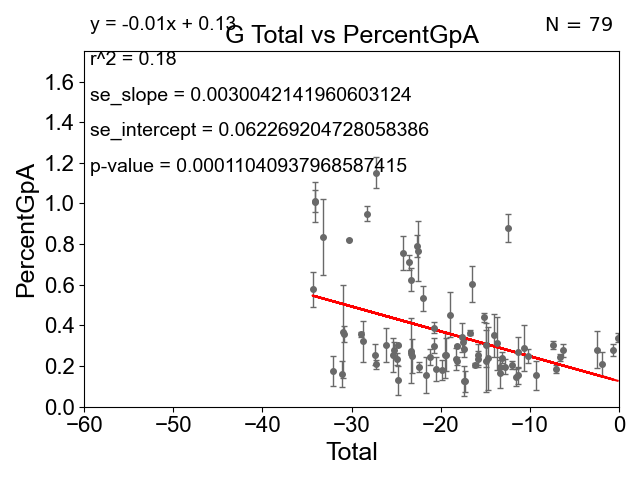 y = -0.01x + 0.13
N = 79
G Total vs PercentGpA
r^2 = 0.18
se_slope = 0.0030042141960603124
se_intercept = 0.062269204728058386
p-value = 0.00011040937968587415
PercentGpA
1.6
1.4
1.2
1.0
0.8
0.6
0.4
0.2
0.0
−60 −50 −40 −30 −20 −10 0
Total